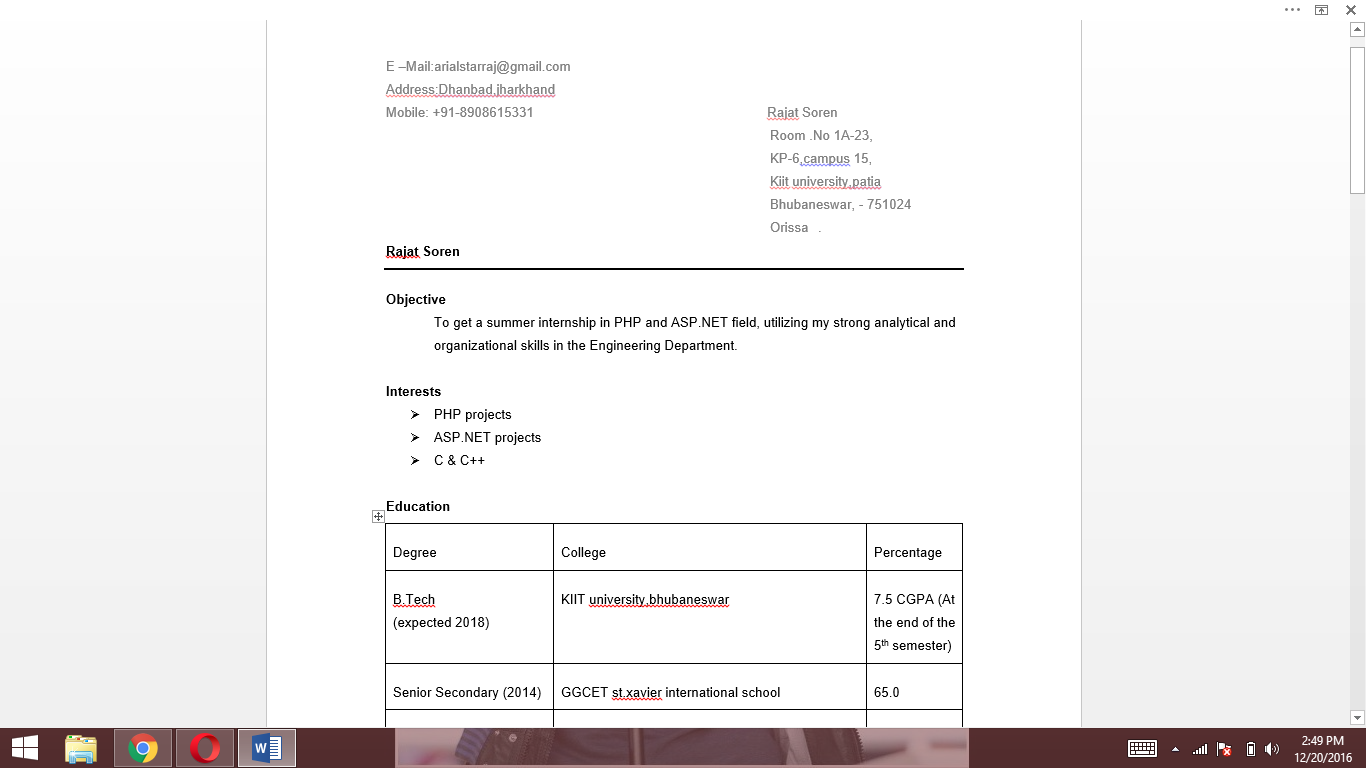 E –Mail:arialstarraj@gmail.com
Address:Dhanbad,jharkhand
Mobile: +91-8908615331
Rajat Soren
Room .No 1A-23,
KP-6,campus 15,
Kiit university,patia
Bhubaneswar, - 751024
Orissa .
Rajat Soren
Objective
To get a summer internship in PHP and ASP.NET field, utilizing my strong analytical and
organizational skills in the Engineering Department.
Interests
➢ PHP projects
➢ ASP.NET projects
➢ C & C++
Education
Degree College Percentage
B.Tech KIIT university,bhubaneswar 7.5 CGPA (At
(expected 2018) the end of the
5th semester)
Senior Secondary (2014) GGCET st.xavier international school 65.0
2:49 PM
12/20/2016